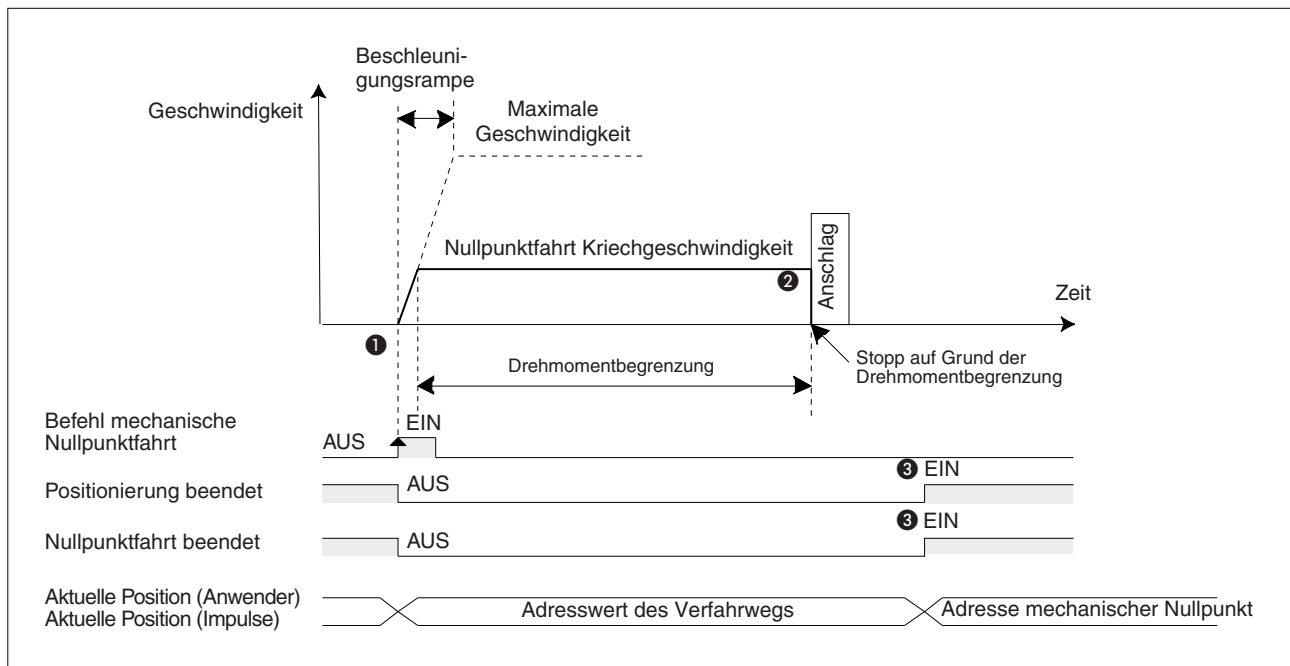 Beschleuni-
gungsrampe
Geschwindigkeit
Maximale
Geschwindigkeit
Nullpunktfahrt Kriechgeschwindigkeit
❷
Anschlag
Zeit
❶
Drehmomentbegrenzung
Stopp auf Grund der
Drehmomentbegrenzung
Befehl mechanische
Nullpunktfahrt
AUS
EIN
Positionierung beendet
AUS
❸ EIN
Nullpunktfahrt beendet
AUS
❸ EIN
Aktuelle Position (Anwender)
Aktuelle Position (Impulse)
Adresswert des Verfahrwegs
Adresse mechanischer Nullpunkt